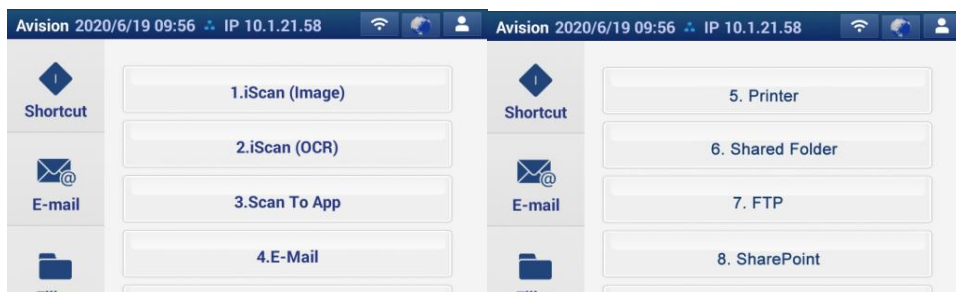 Avision 2020/6/19 09:56 IP 10.1.21.58
Shortcut
E-mail
1.iScan (Image)
2.iScan (OCR)
3.Scan To App
4.E-Mail
Avision 2020/6/19 09:56 IP 10.1.21.58
Shortcut
E-mail
5. Printer
6. Shared Folder
7. FTP
8. SharePoint